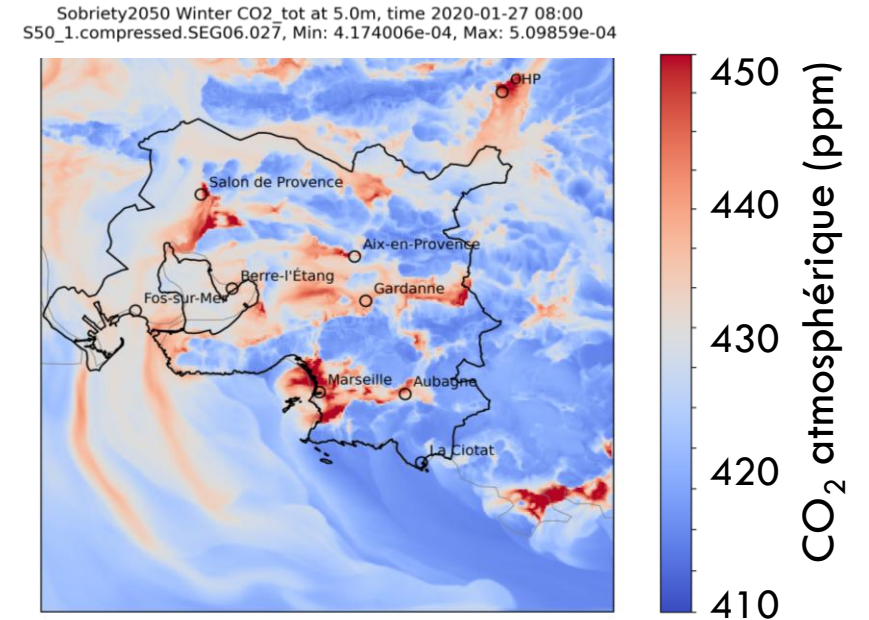 Sobriety2050 Winter CO2_tot at 5.0m, time 2020-01-27 08:00
S50_1.compressed.SEG06.027, Min: 4.174006e-04, Max: 5.09859e-04
OHP
Salon de Provence
Aix-en-Provence
Berre-l'Étang
Gardanne
Fos-sur-Mer
Marseille
Aubagne
La Ciotat
450
440
430
420
410
CO₂ atmosphérique (ppm)